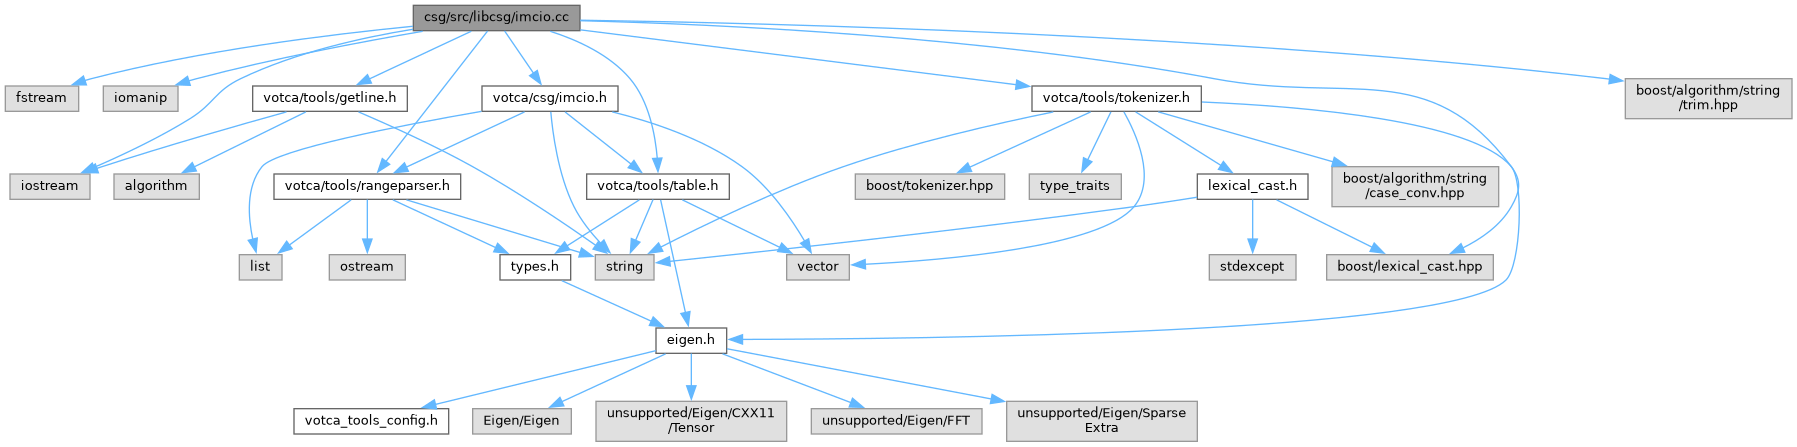 csg/src/libcsg/imcio.cc
fstream
iomanip
votca/tools/getline.h
votca/csg/imcio.h
votca/tools/tokenizer.h
boost/algorithm/string
/trim.hpp
iostream
algorithm
votca/tools/rangeparser.h
votca/tools/table.h
boost/tokenizer.hpp
type_traits
lexical_cast.h
boost/algorithm/string
/case_conv.hpp
list
ostream
types.h
string
vector
stdexcept
boost/lexical_cast.hpp
eigen.h
votca_tools_config.h
Eigen/Eigen
unsupported/Eigen/CXX11
/Tensor
unsupported/Eigen/FFT
unsupported/Eigen/Sparse
Extra